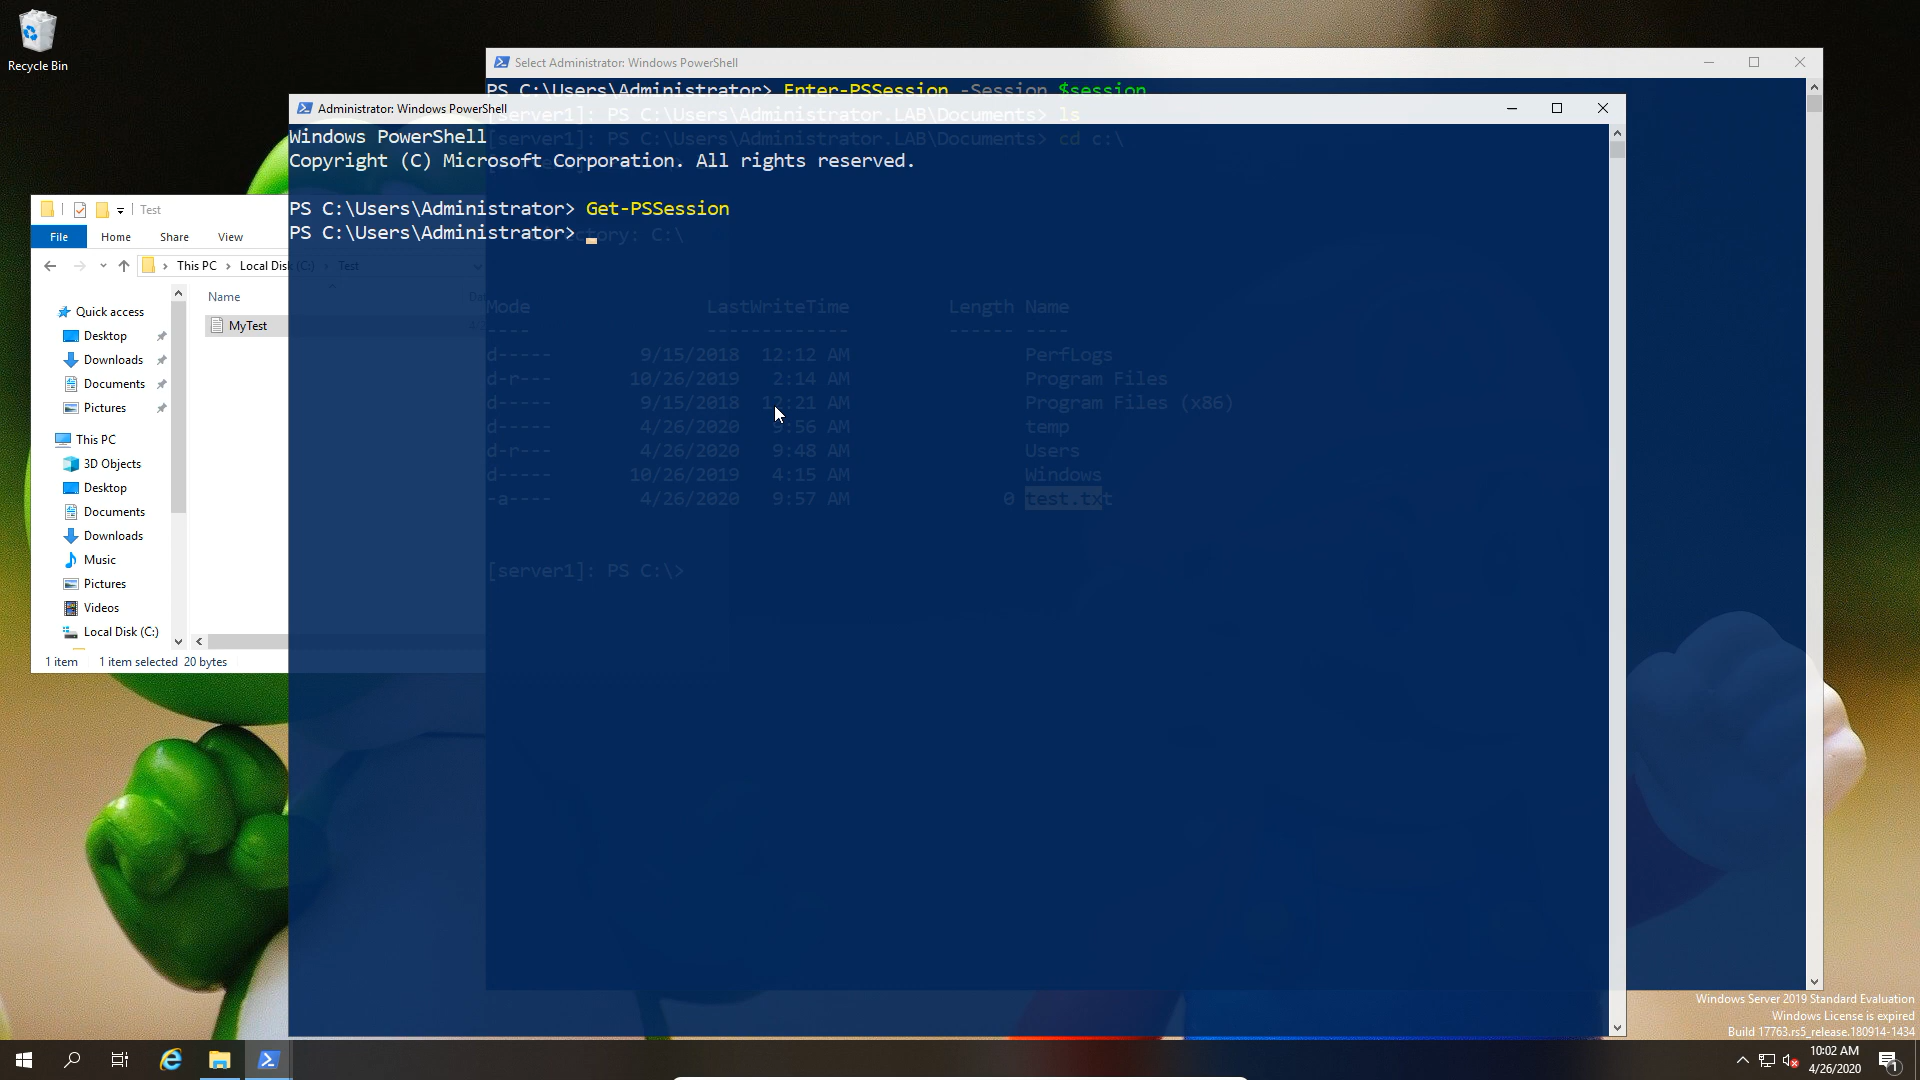 Recycle Bin
Select Administrator: Windows PowerShell
PS C:\Users\Administrator> Enter-PSSession -Session $session
[server1]: PS C:\Users\Administrator.LAB\Documents> ls
[server1]: PS C:\Users\Administrator.LAB\Documents> cd c:\
Directory: C:\
Mode LastWriteTime Length Name
---- ------------- ------ ----
d----- 9/15/2018 12:12 AM PerfLogs
d-r--- 10/26/2019 2:14 AM Program Files
d----- 9/15/2018 12:21 AM Program Files (x86)
d----- 4/26/2020 9:56 AM temp
d-r--- 4/26/2020 9:48 AM Users
d----- 10/26/2019 4:15 AM Windows
-a---- 4/26/2020 9:57 AM 0 test.txt
[server1]: PS C:\>
Administrator: Windows PowerShell
Windows PowerShell
Copyright (C) Microsoft Corporation. All rights reserved.
PS C:\Users\Administrator> Get-PSSession
PS C:\Users\Administrator>
Test
File Home Share View
This PC Local Disk (C:) Test
Name
MyTest
Quick access
Desktop
Downloads
Documents
Pictures
This PC
3D Objects
Desktop
Documents
Downloads
Music
Pictures
Videos
Local Disk (C:)
1 item 1 item selected 20 bytes
Windows Server 2019 Standard Evaluation
Windows License is expired
Build 17763.rs5_release.180914-1434
10:02 AM
4/26/2020
1